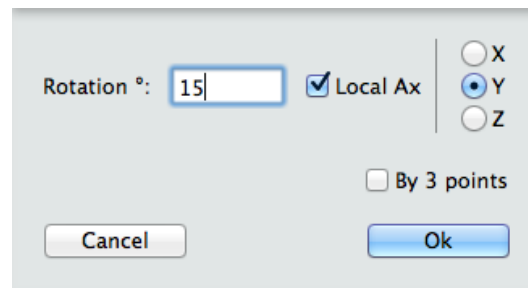 X
Rotation °: 15 Local Ax Y
Z
By 3 points
Cancel Ok